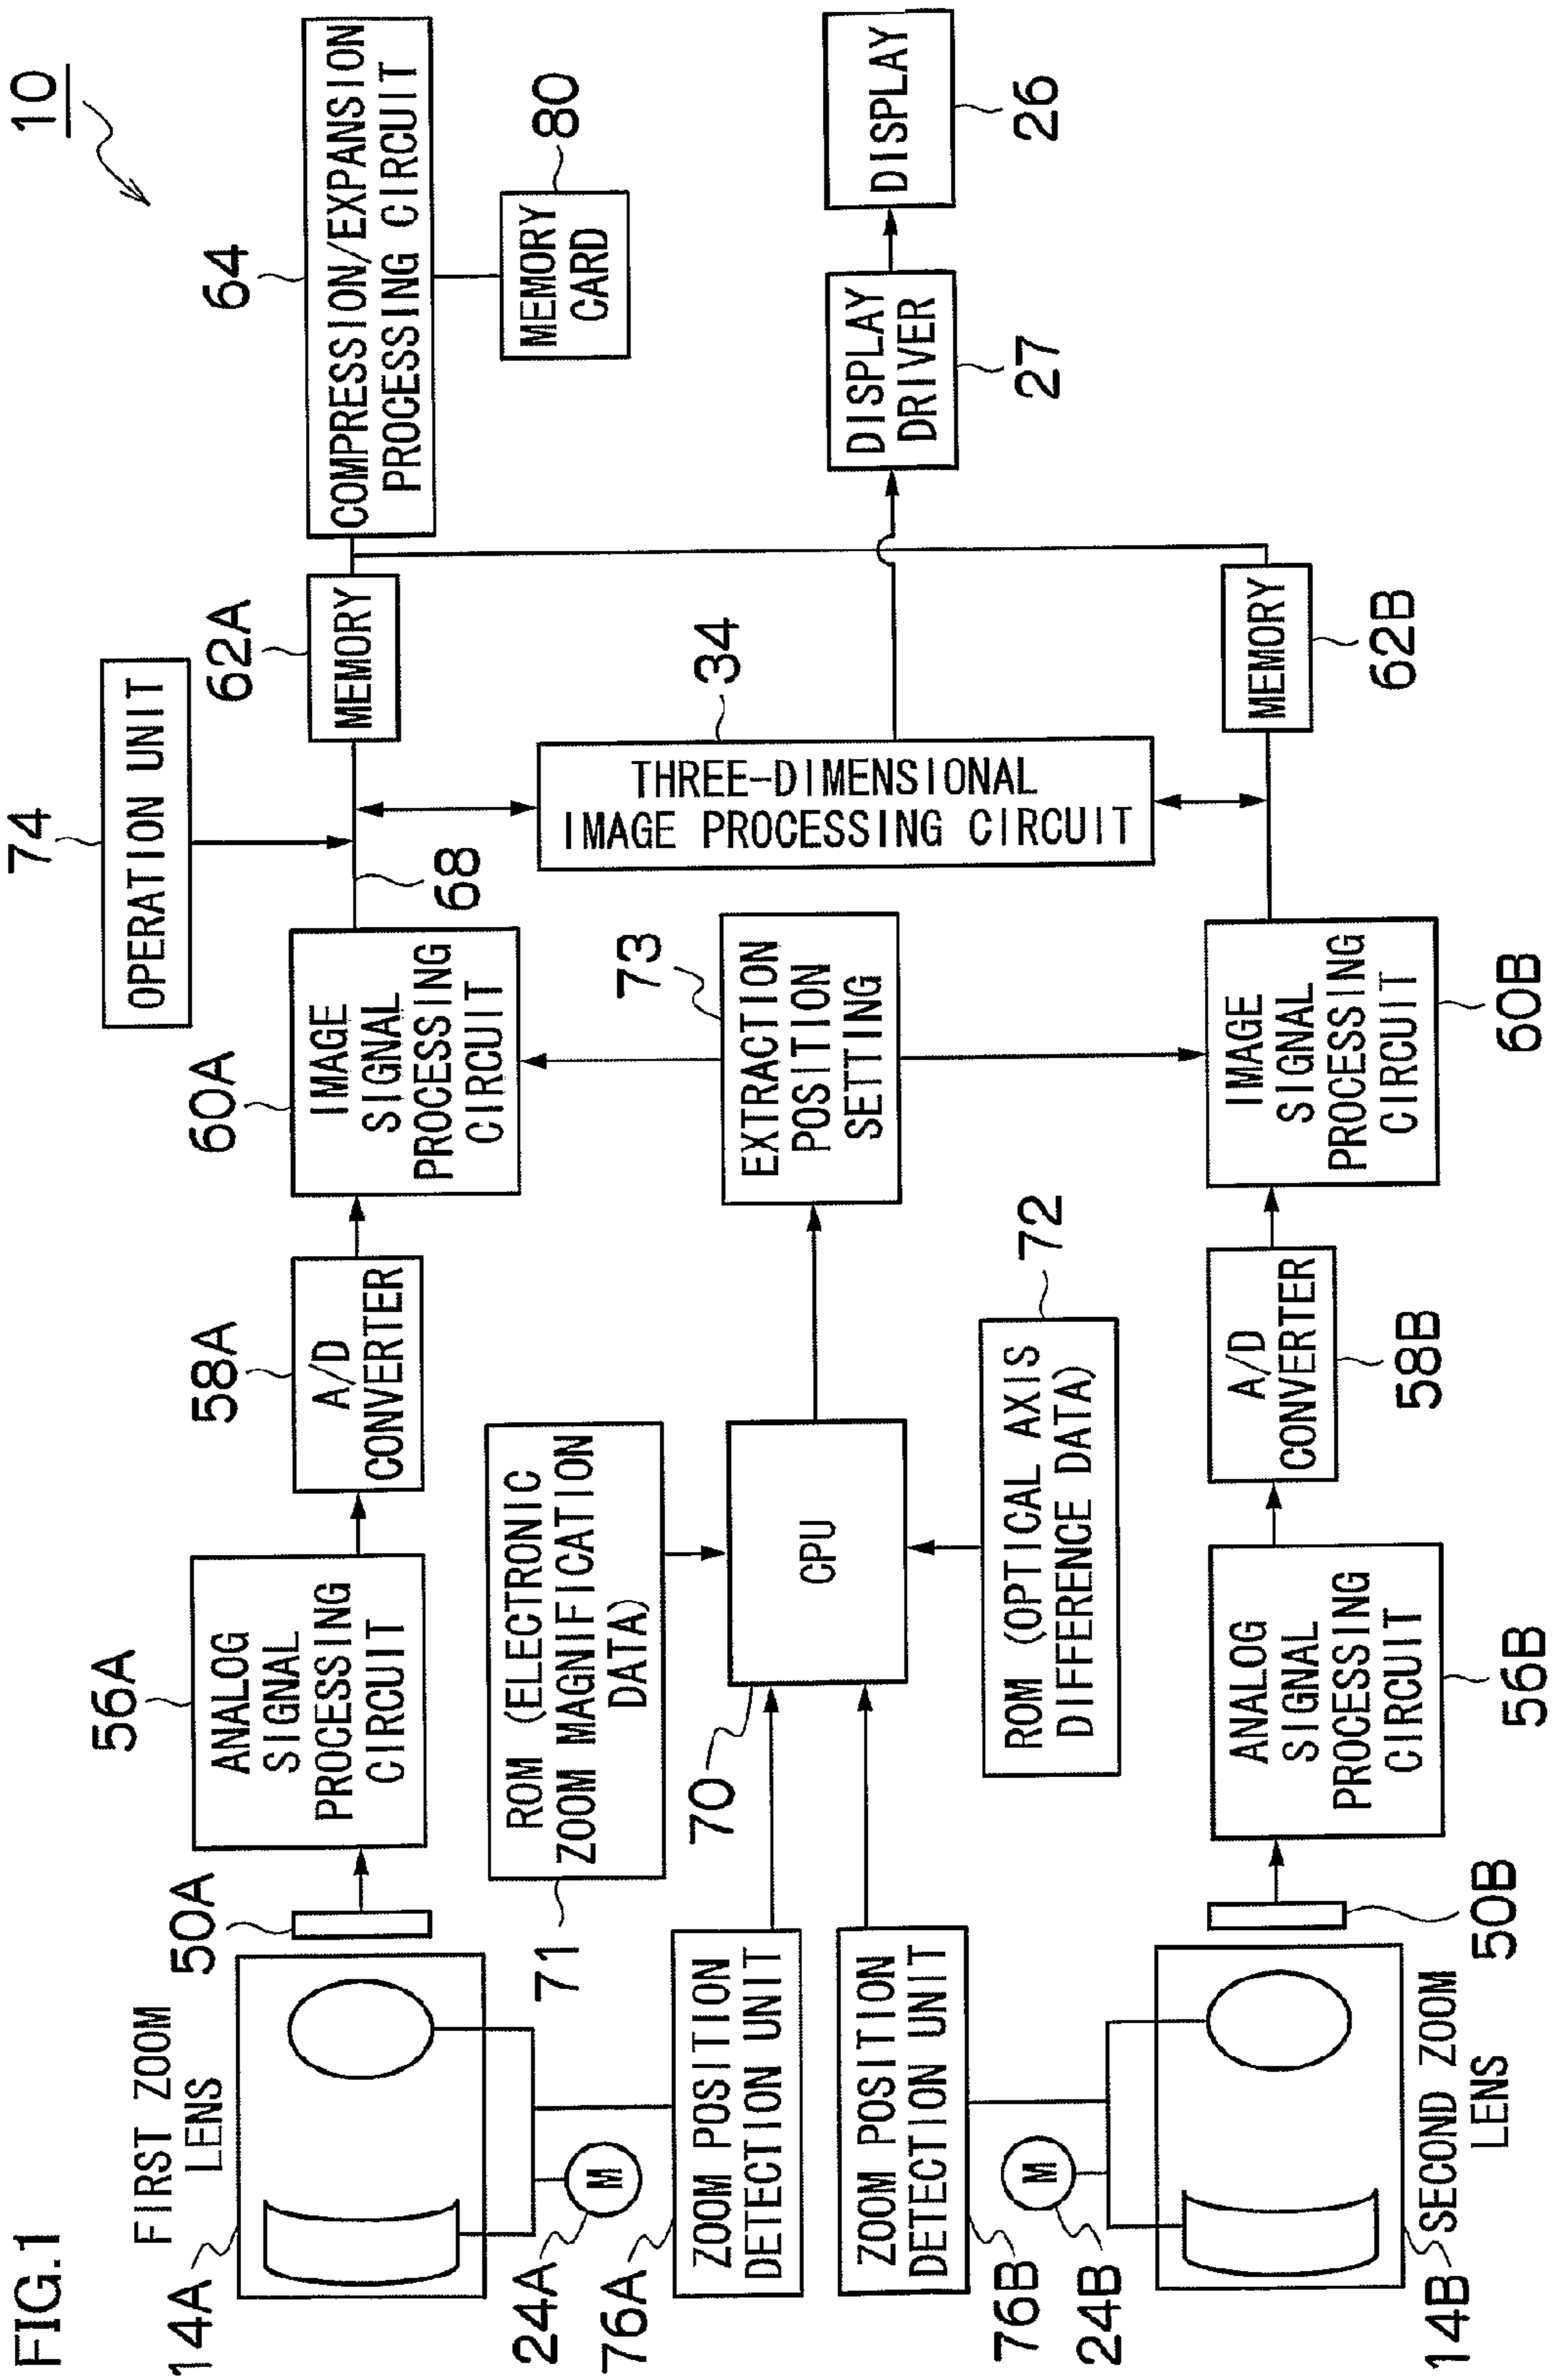 FIG.1
10
74
OPERATION UNIT
FIRST ZOOM
LENS
14A
50A
56A
ANALOG
SIGNAL
PROCESSING
CIRCUIT
58A
A/D
CONVERTER
60A
IMAGE
SIGNAL
PROCESSING
CIRCUIT
68
62A
MEMORY
64
COMPRESSION/EXPANSION
PROCESSING CIRCUIT
80
MEMORY
CARD
24A
M
71
ROM (ELECTRONIC
ZOOM MAGNIFICATION
DATA)
76A
ZOOM POSITION
DETECTION UNIT
70
CPU
73
EXTRACTION
POSITION
SETTING
34
THREE-DIMENSIONAL
IMAGE PROCESSING CIRCUIT
DISPLAY
DRIVER
27
DISPLAY
26
ZOOM POSITION
DETECTION UNIT
76B
72
ROM (OPTICAL AXIS
DIFFERENCE DATA)
M
24B
14B
SECOND ZOOM
LENS
50B
ANALOG
SIGNAL
PROCESSING
CIRCUIT
56B
A/D
CONVERTER
58B
IMAGE
SIGNAL
PROCESSING
CIRCUIT
60B
MEMORY
62B